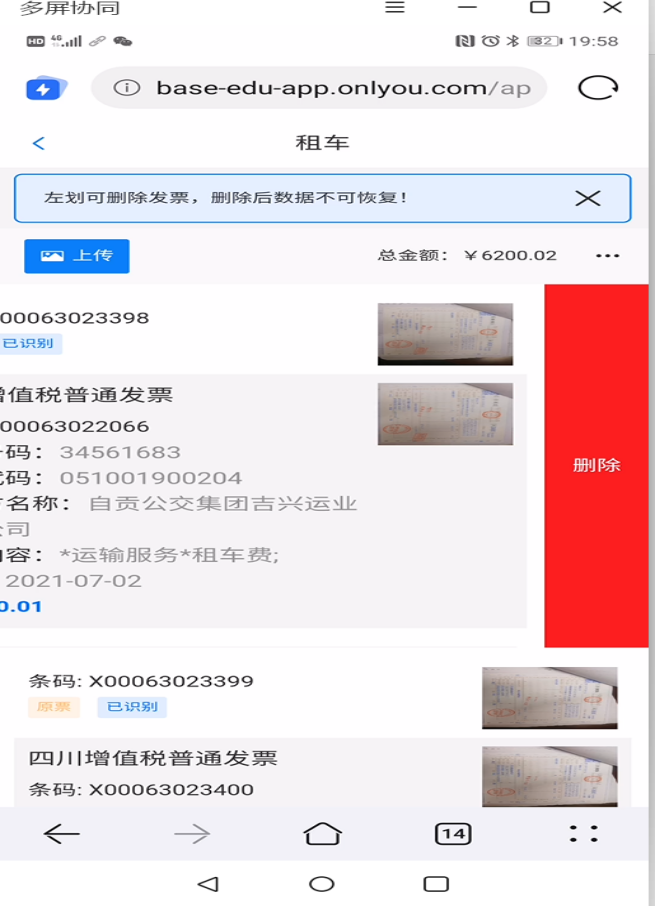 多屏协同
HD 4G 32 19:58
base-edu-app.onlyou.com/ap
租车
左划可删除发票，删除后数据不可恢复！
上传 总金额：￥6200.02
00063023398
已识别
增值税普通发票
00063022066
码：34561683
码：051001900204
名称：自贡公交集团吉兴运业
公司
内容：*运输服务*租车费;
2021-07-02
0.01
删除
条码: X00063023399
原票 已识别
四川增值税普通发票
条码: X00063023400
14